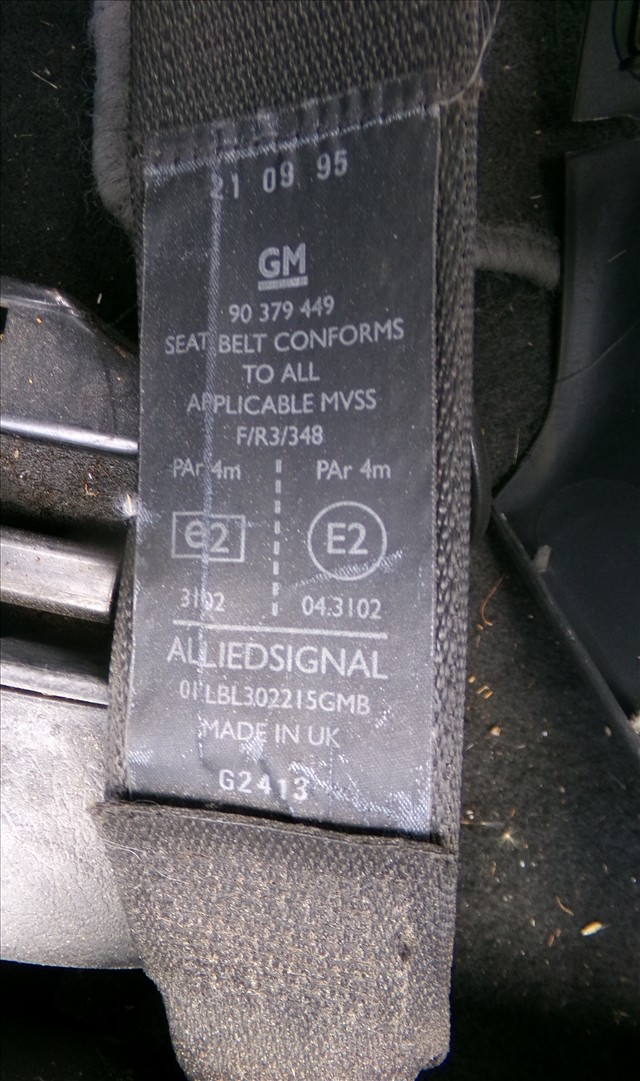 21 09 95
GM
90 379 449
SEAT BELT CONFORMS
TO ALL
APPLICABLE MVSS
F/R3/348
PAr 4m PAr 4m
e2 E2
3102 04.3102
ALLIEDSIGNAL
01 LBL302215GMB
MADE IN UK
G2413